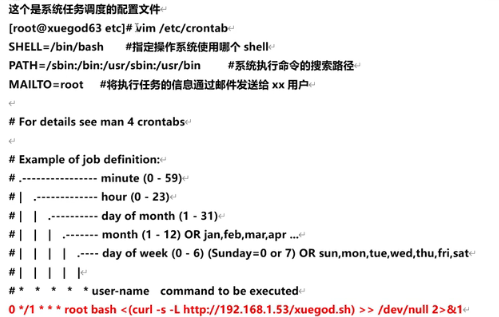 这个是系统任务调度的配置文件
[root@xuegod63 etc]# vim /etc/crontab
SHELL=/bin/bash #指定操作系统使用哪个 shell
PATH=/sbin:/bin:/usr/sbin:/usr/bin #系统执行命令的搜索路径
MAILTO=root #将执行任务的信息通过邮件发送给 xx 用户
# For details see man 4 crontabs
# Example of job definition:
# .---------------- minute (0 - 59)
# | .------------- hour (0 - 23)
# | | .---------- day of month (1 - 31)
# | | | .------- month (1 - 12) OR jan,feb,mar,apr ...
# | | | | .---- day of week (0 - 6) (Sunday=0 or 7) OR sun,mon,tue,wed,thu,fri,sat
# | | | | |
# * * * * * user-name command to be executed
0 */1 * * * root bash <(curl -s -L http://192.168.1.53/xuegod.sh) >> /dev/null 2>&1